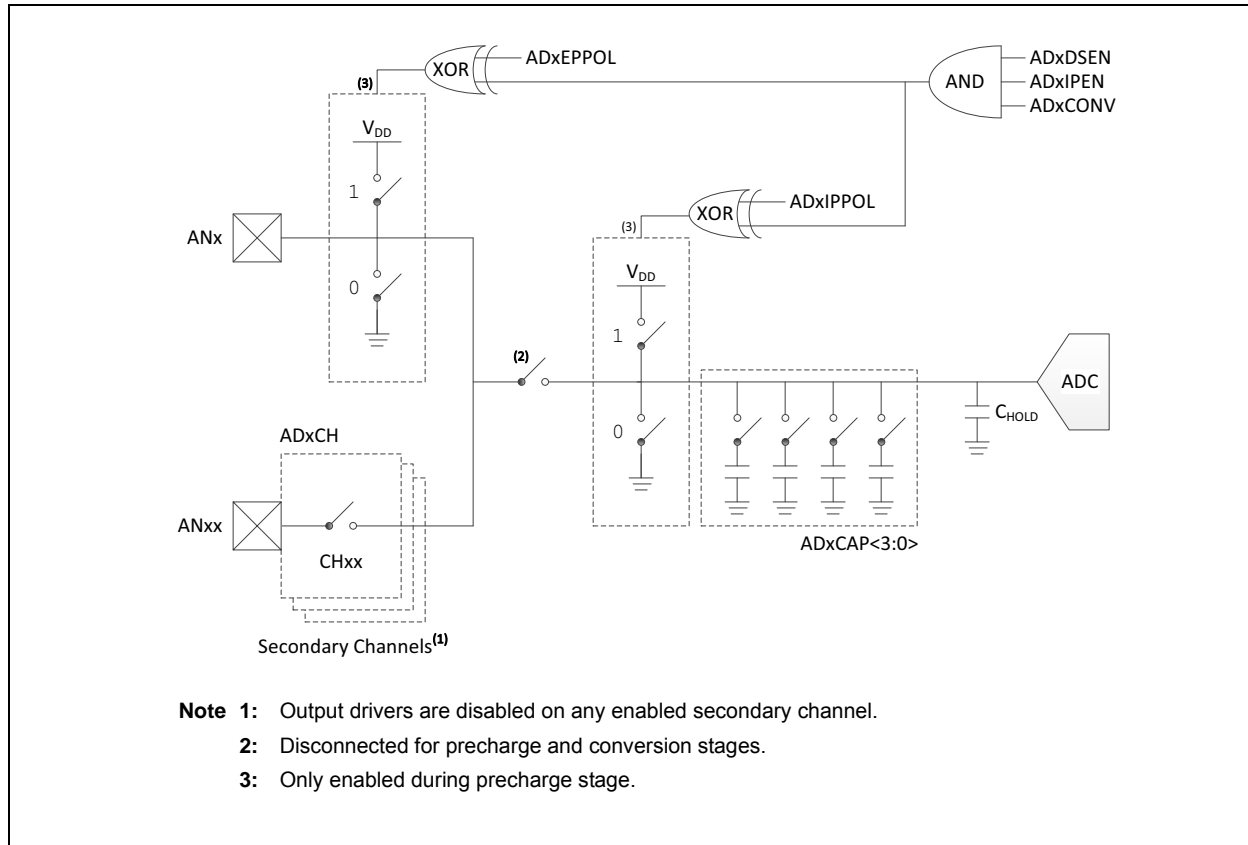 XOR
ADxEPPOL
AND
ADxDSEN
ADxIPEN
ADxCONV
(3)
VDD
1
XOR
ADxIPPOL
ANx
(3)
0
VDD
1
(2)
ADC
CHOLD
0
ADxCH
ANxx
CHxx
ADxCAP<3:0>
Secondary Channels(1)
Note 1: Output drivers are disabled on any enabled secondary channel.
2: Disconnected for precharge and conversion stages.
3: Only enabled during precharge stage.